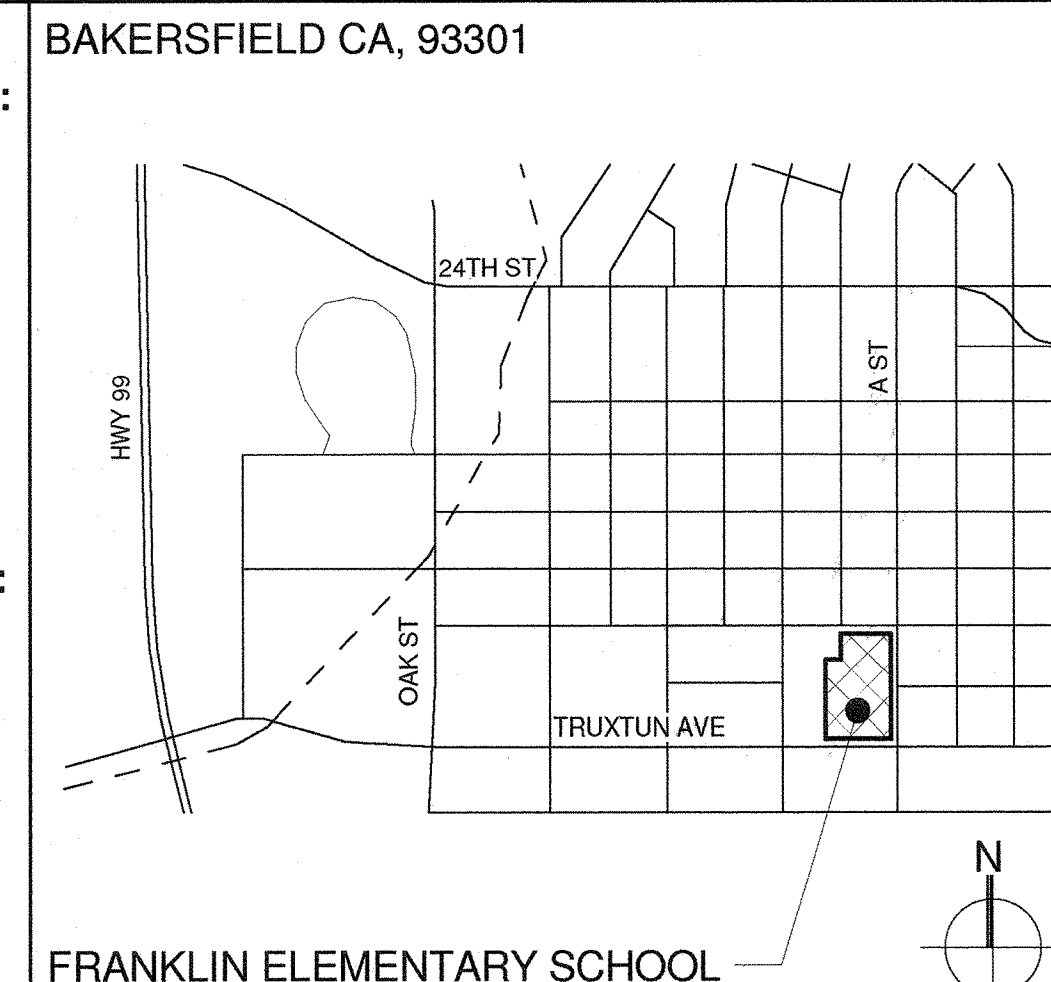 BAKERSFIELD CA, 93301
24TH ST
A ST
HWY 99
OAK ST
TRUXTUN AVE
N
FRANKLIN ELEMENTARY SCHOOL